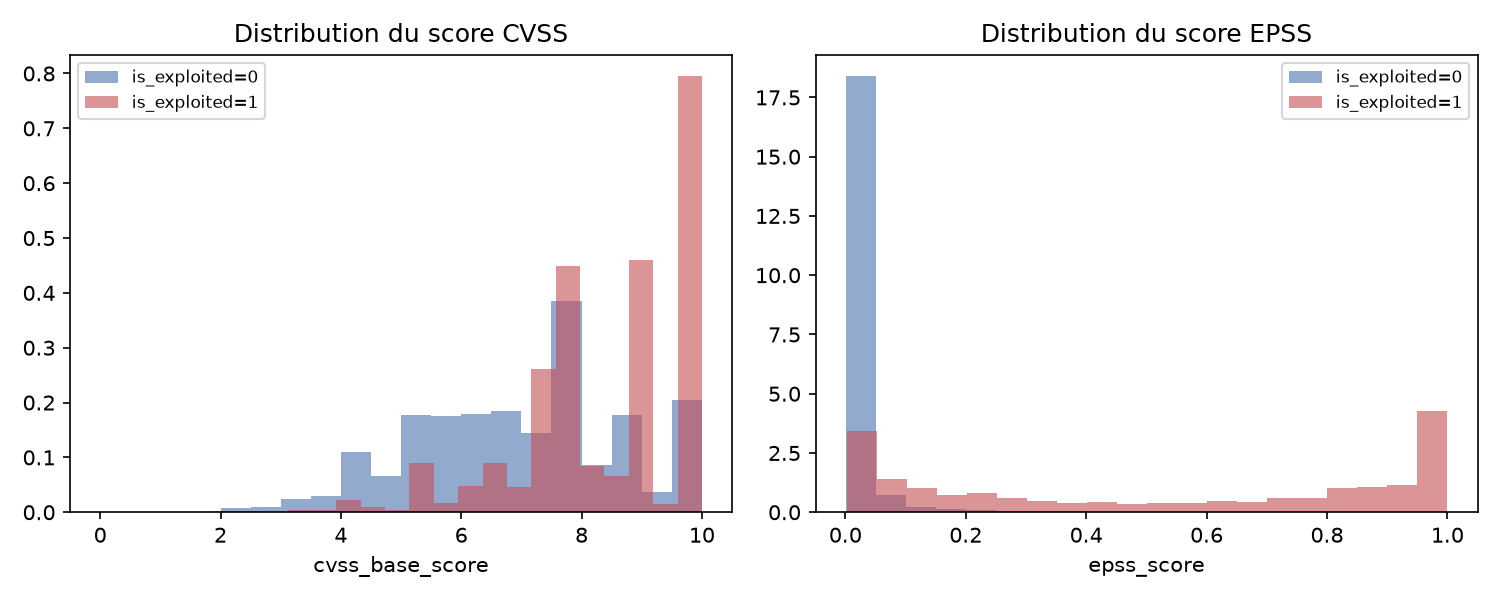 Distribution du score CVSS
is_exploited=0
is_exploited=1
0.8
0.7
0.6
0.5
0.4
0.3
0.2
0.1
0.0
0 2 4 6 8 10
cvss_base_score
Distribution du score EPSS
is_exploited=0
is_exploited=1
17.5
15.0
12.5
10.0
7.5
5.0
2.5
0.0
0.0 0.2 0.4 0.6 0.8 1.0
epss_score